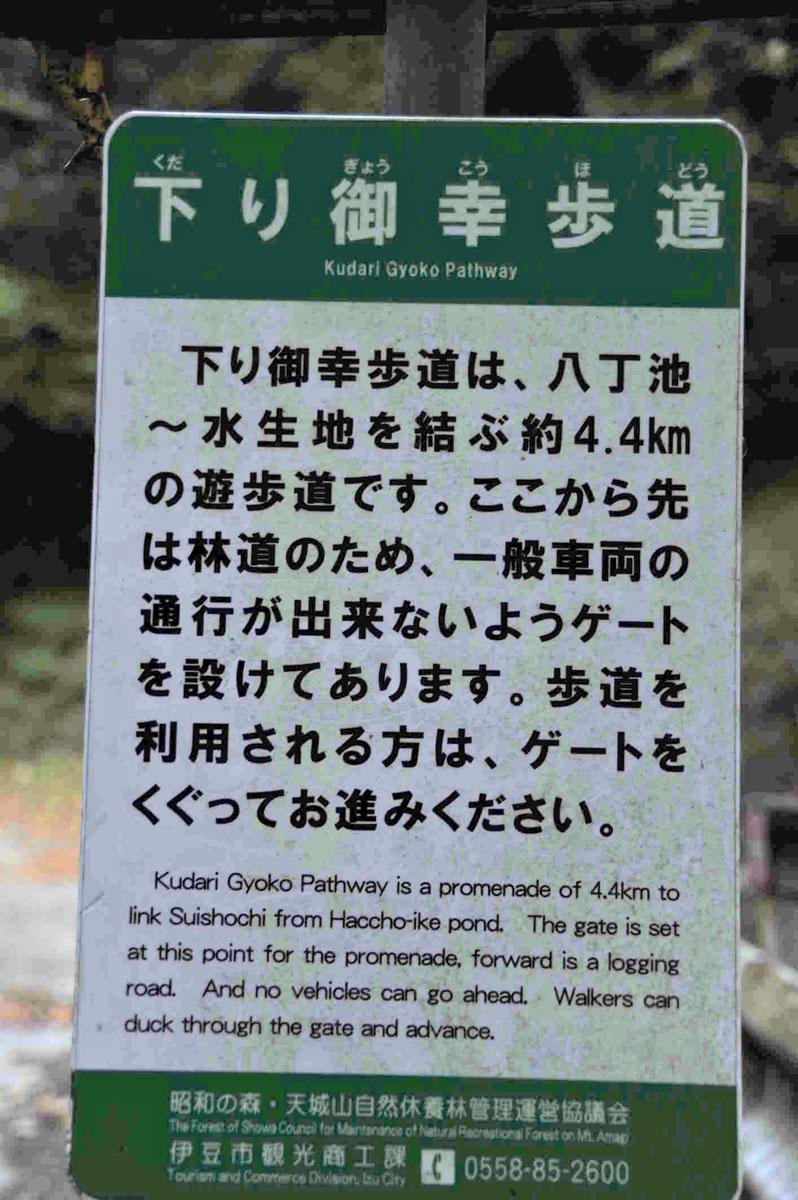 くだ ぎょう こう ほ どう
下り御幸歩道
Kudari Gyoko Pathway
下り御幸歩道は、八丁池
～水生地を結ぶ約4.4km
の遊歩道です。ここから先
は林道のため、一般車両の
通行が出来ないようゲート
を設けてあります。歩道を
利用される方は、ゲートを
くぐってお進みください。
Kudari Gyoko Pathway is a promenade of 4.4km to
link Suishochi from Haccho-ike pond. The gate is set
at this point for the promenade, forward is a logging
road. And no vehicles can go ahead. Walkers can
duck through the gate and advance.
昭和の森・天城山自然休養林管理運営協議会
The Forest of Showa Council for Maintenance of Natural Recreational Forest on Mt. Amagi
伊豆市観光商工課 0558-85-2600
Tourism and Commerce Division, Izu City